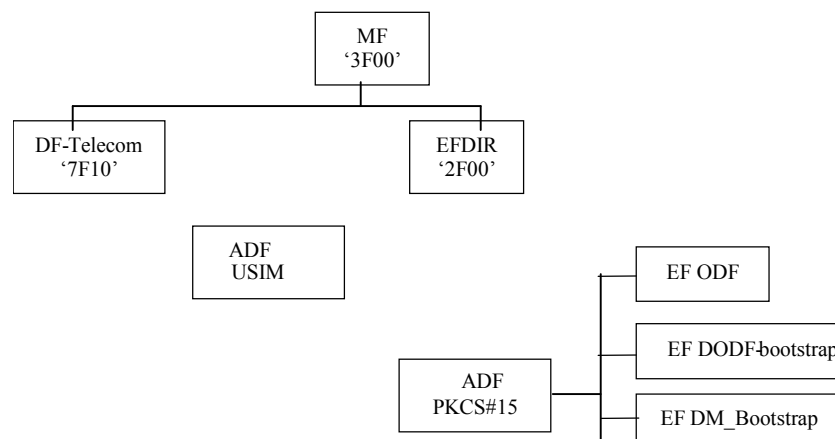 MF
‘3F00’
DF-Telecom
‘7F10’
EFDIR
‘2F00’
ADF
USIM
EF ODF
EF DODF-bootstrap
ADF
PKCS#15
EF DM_Bootstrap